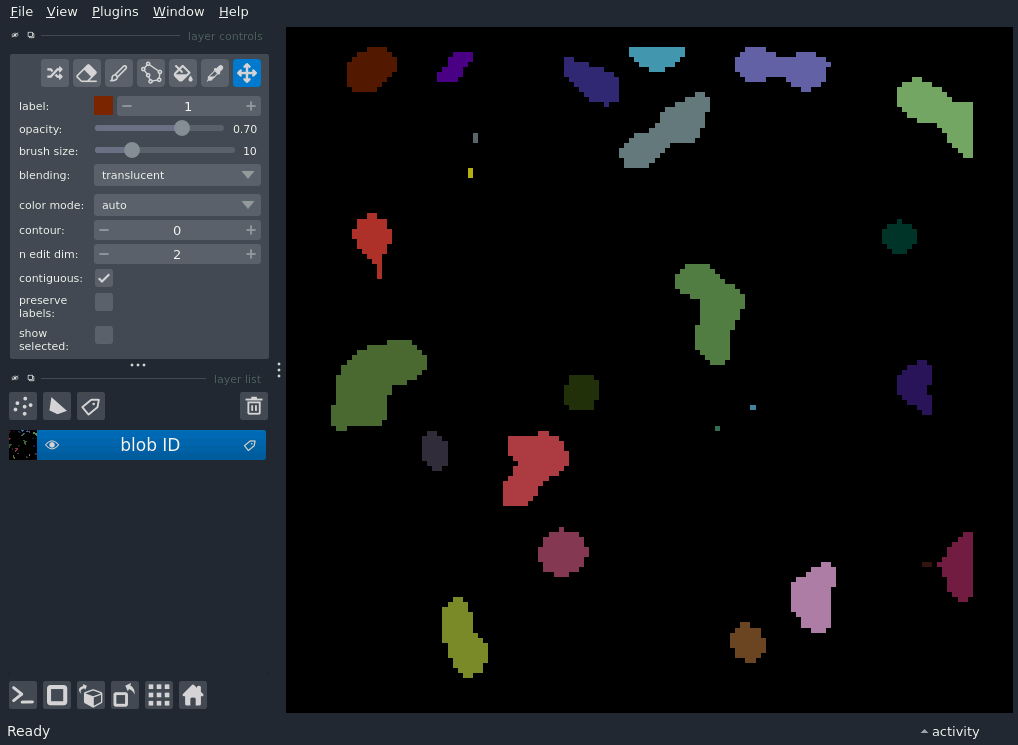 File View Plugins Window Help
layer controls
label: 1
opacity: 0.70
brush size: 10
blending: translucent
color mode: auto
contour: 0
n edit dim: 2
contiguous:
preserve
labels:
show
selected:
layer list
blob ID
Ready
activity